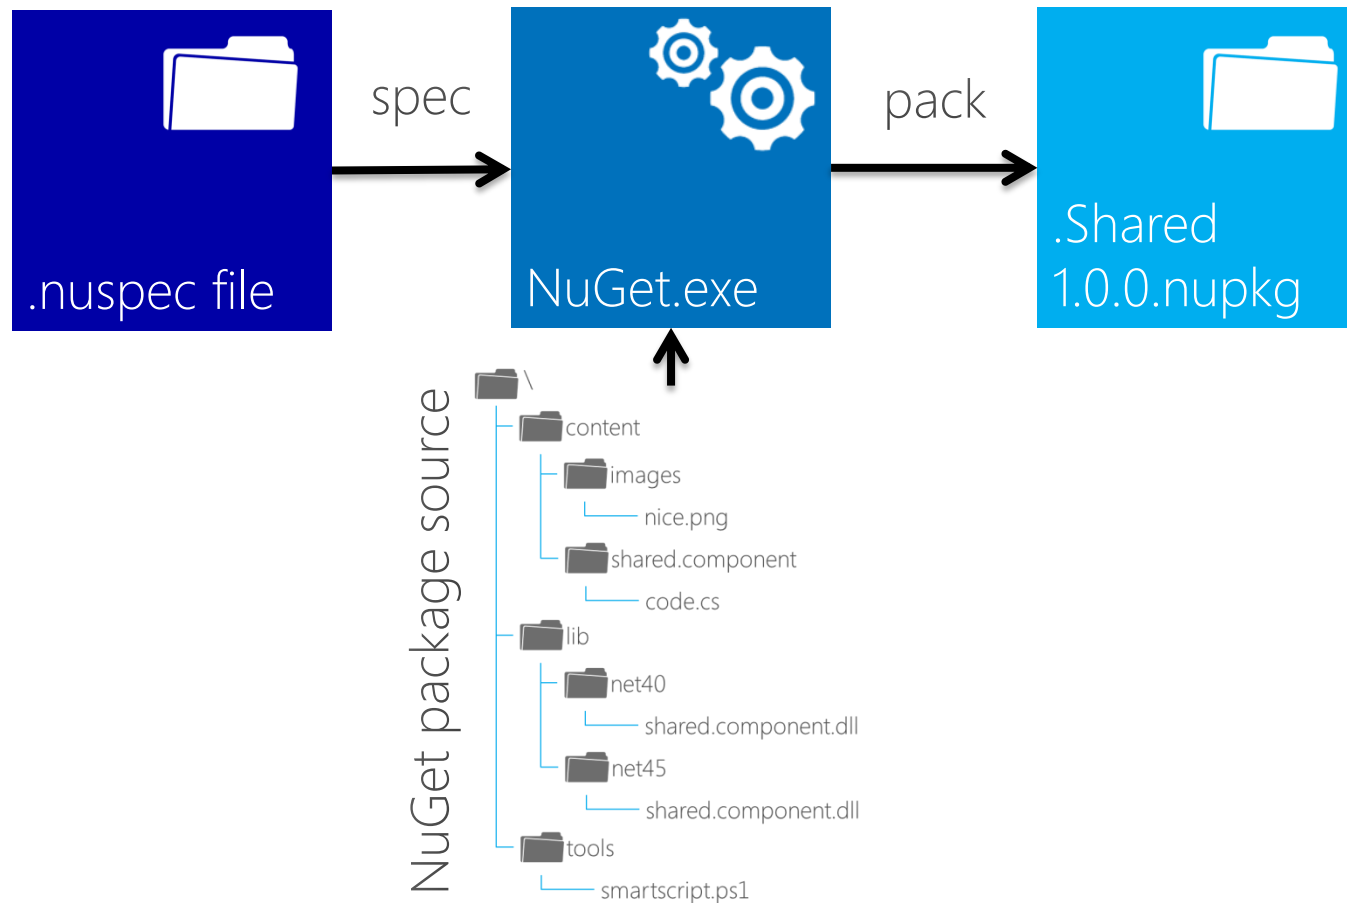 spec
pack
.nuspec file
NuGet.exe
.Shared
1.0.0.nupkg
NuGet package source
\
content
images
nice.png
shared.component
code.cs
lib
net40
shared.component.dll
net45
shared.component.dll
tools
smartscript.ps1